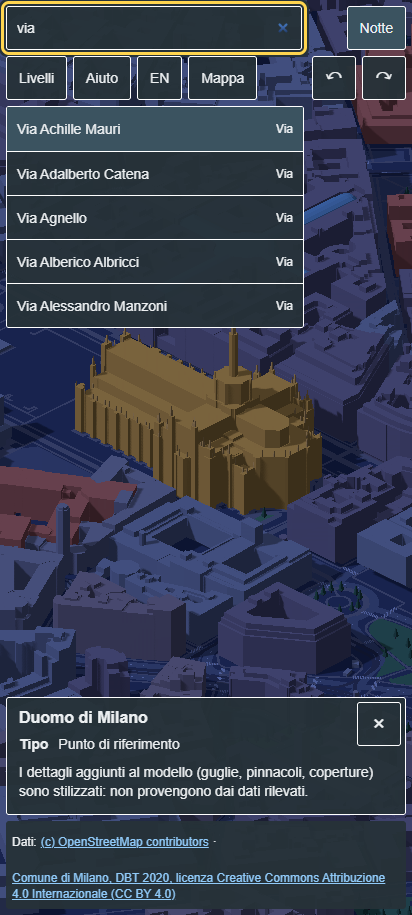 via ×
Notte
Livelli Aiuto EN Mappa
Via Achille Mauri Via
Via Adalberto Catena Via
Via Agnello Via
Via Alberico Albricci Via
Via Alessandro Manzoni Via
Duomo di Milano ×
Tipo Punto di riferimento
I dettagli aggiunti al modello (guglie, pinnacoli, coperture)
sono stilizzati: non provengono dai dati rilevati.
Dati: (c) OpenStreetMap contributors ·
Comune di Milano, DBT 2020, licenza Creative Commons Attribuzione
4.0 Internazionale (CC BY 4.0)